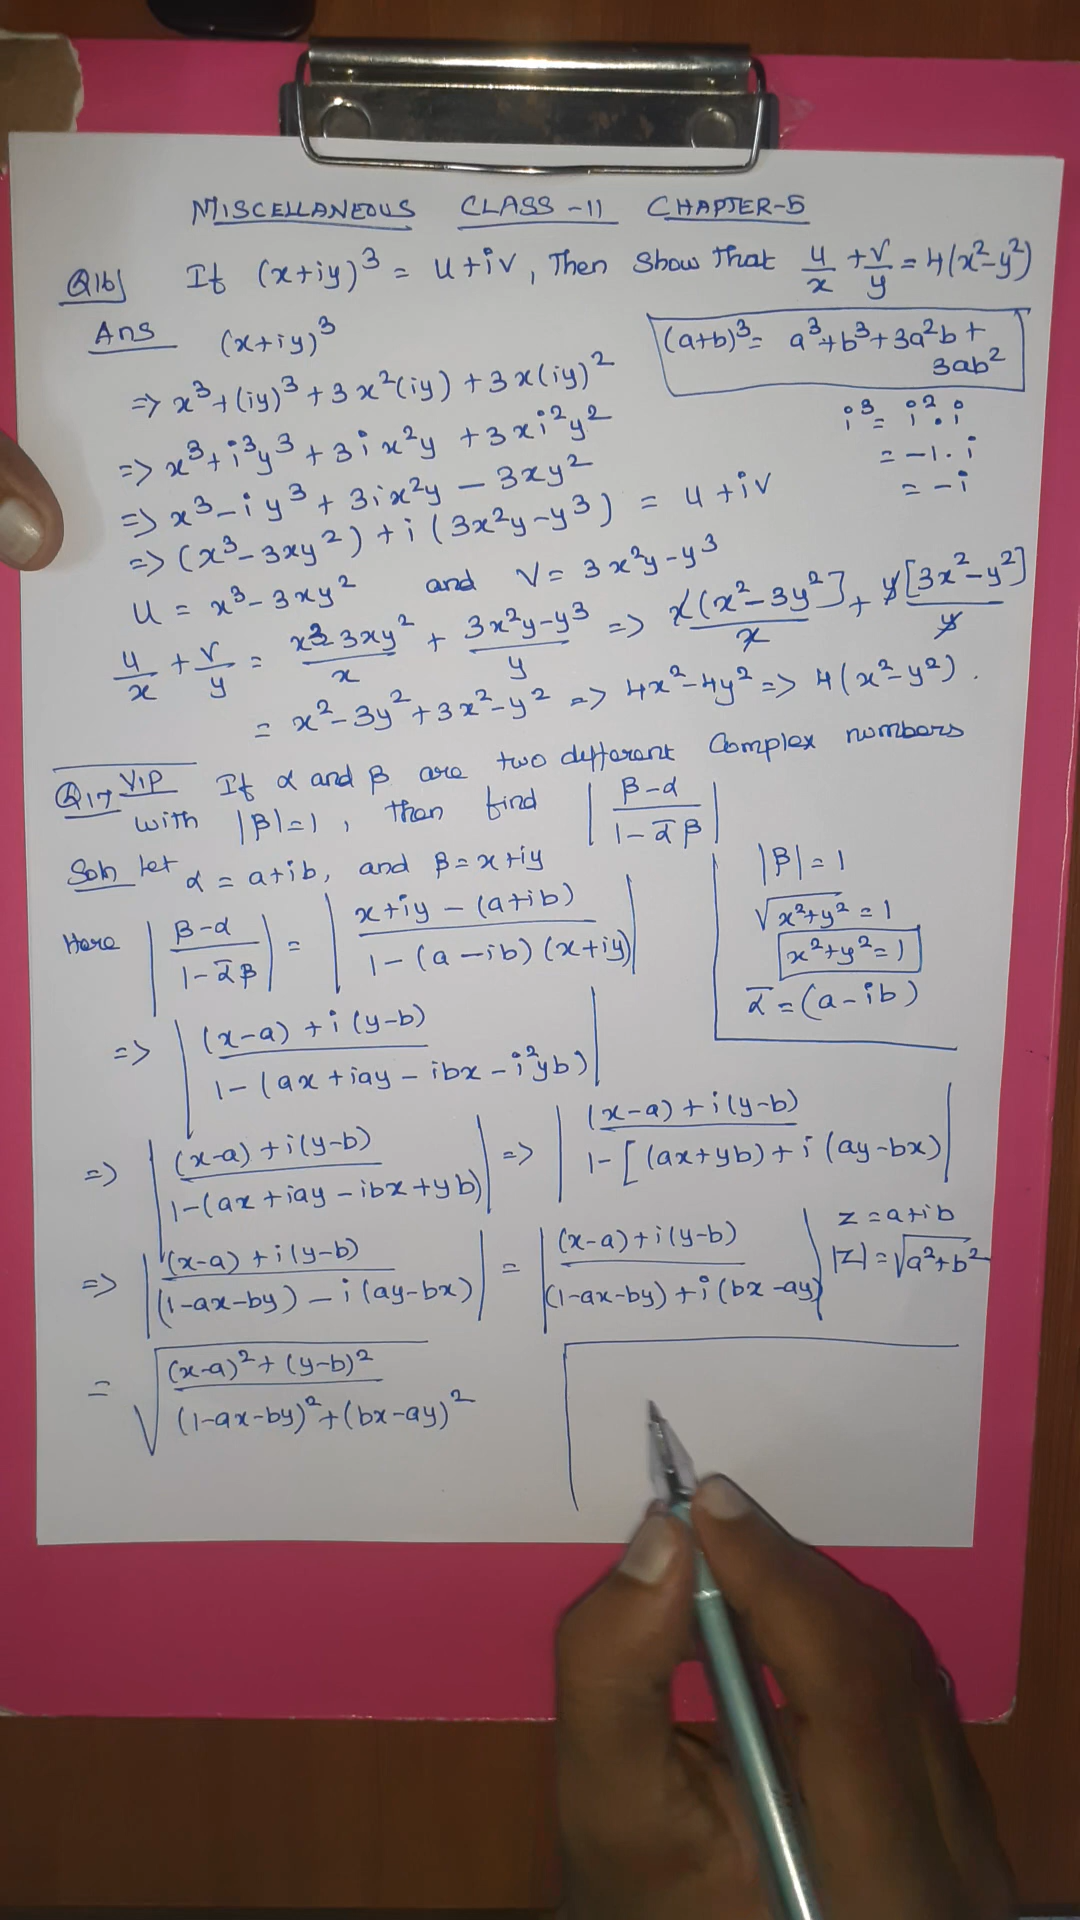 MISCELLANEOUS CLASS-11 CHAPTER-5
Q16) If (x+iy)³ = u+iv, Then Show that u/x + v/y = 4(x²-y²)
Ans (x+iy)³
(a+b)³= a³+b³+3a²b+
3ab²
=> x³+(iy)³+3x²(iy)+3x(iy)²
=> x³+i³y³+3ix²y+3xi²y²
=> x³-iy³+3ix²y-3xy²
=> (x³-3xy²)+i(3x²y-y³) = u+iv
i³= i².i
= -1.i
= -i
u = x³-3xy² and v = 3x²y-y³
u/x + v/y = x³-3xy²/x + 3x²y-y³/y => x(x²-3y²]/x + y[3x²-y²]/y
= x²-3y²+3x²-y² => 4x²-4y² => 4(x²-y²).
Q17 VIP If α and β are two different Complex numbers
with |β|=1, then find |β-α/1-ᾱβ|
Soln let α = a+ib, and β = x+iy
Here |β-α/1-ᾱβ| = |x+iy-(a+ib)/1-(a-ib)(x+iy)|
|β|=1
√x²+y² = 1
x²+y²=1
ᾱ=(a-ib)
=> |(x-a)+i(y-b)/1-(ax+iay-ibx-i²yb)|
=> |(x-a)+i(y-b)/1-(ax+iay-ibx+yb)| => |(x-a)+i(y-b)/1-[(ax+yb)+i(ay-bx)|
=> |(x-a)+i(y-b)/(1-ax-by)-i(ay-bx)| = |(x-a)+i(y-b)/(1-ax-by)+i(bx-ay)|
z=a+ib
|z|=√a²+b²
= √(x-a)²+(y-b)²/(1-ax-by)²+(bx-ay)²